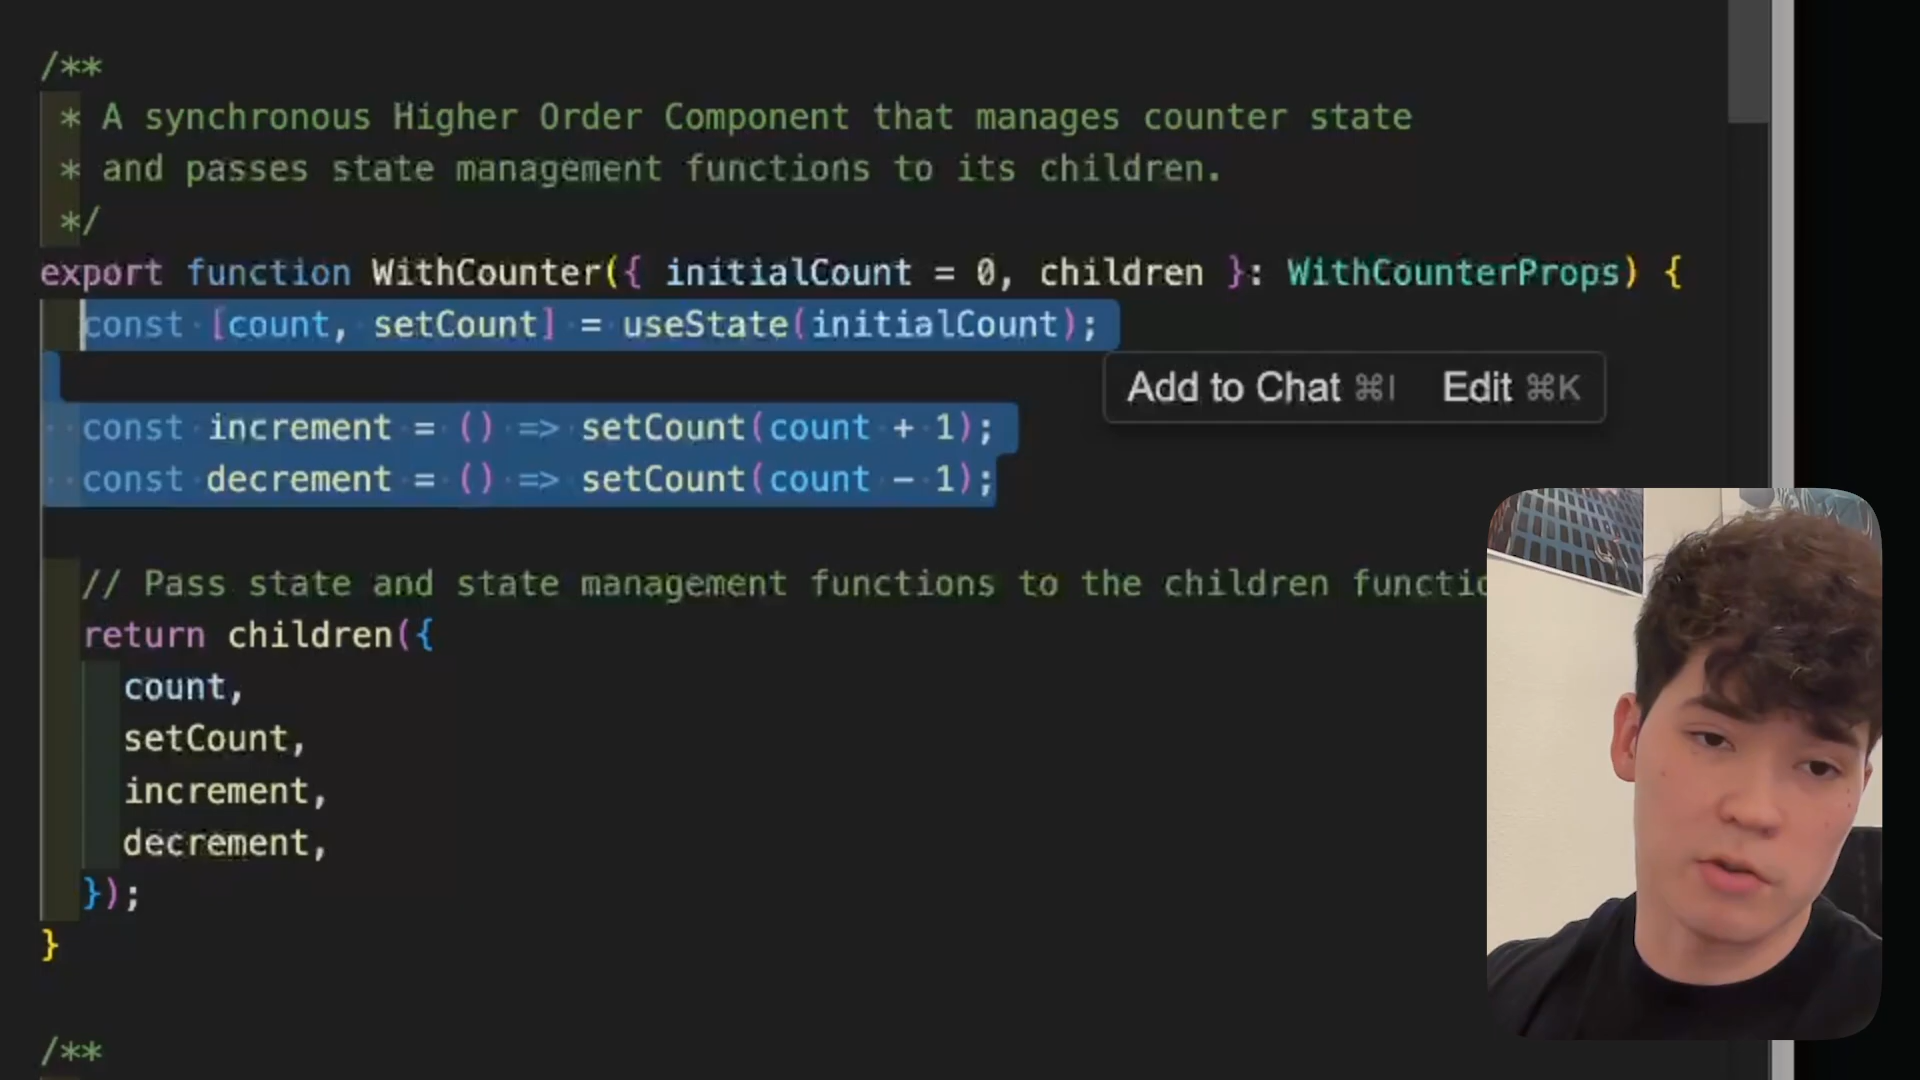 /**
* A synchronous Higher Order Component that manages counter state
* and passes state management functions to its children.
*/
export function WithCounter({ initialCount = 0, children }: WithCounterProps) {
const [count, setCount] = useState(initialCount);
Add to Chat ⌘I Edit ⌘K
const increment = () => setCount(count + 1);
const decrement = () => setCount(count - 1);
// Pass state and state management functions to the children
return children({
count,
setCount,
increment,
decrement,
});
}
/**